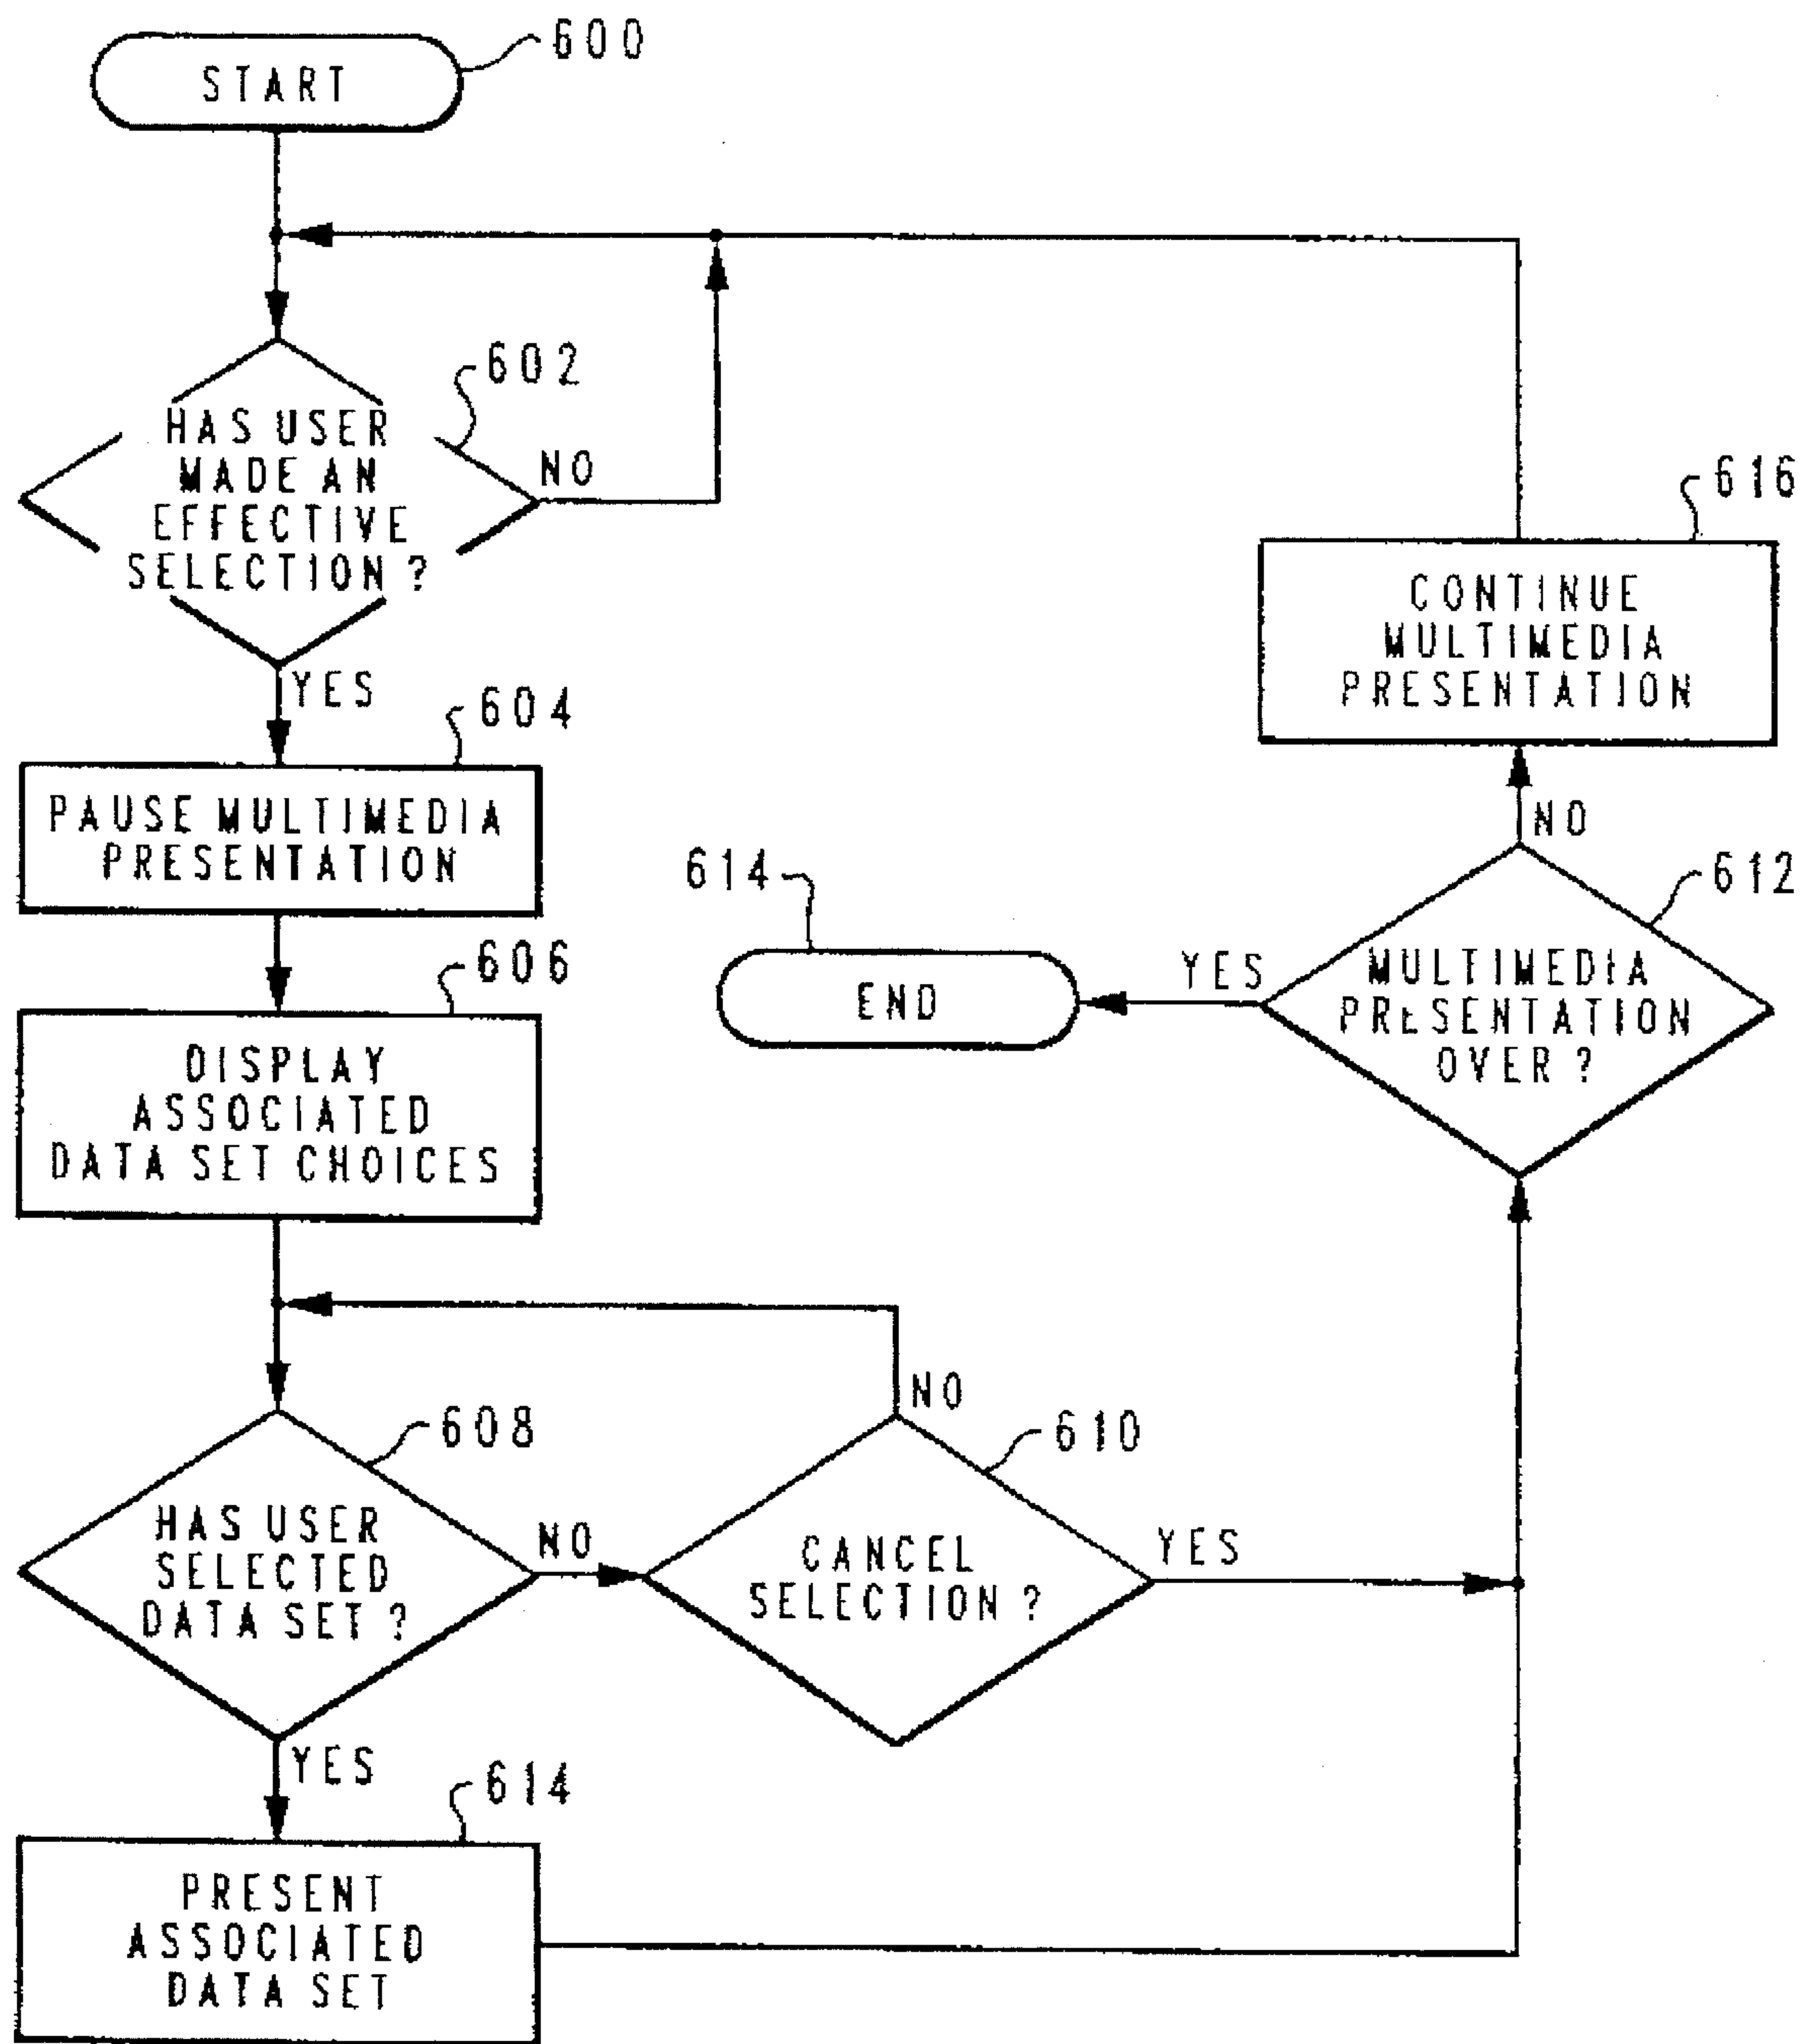 600
START
602
HAS USER
MADE AN
EFFECTIVE
SELECTION ?
NO
YES
604
PAUSE MULTIMEDIA
PRESENTATION
606
DISPLAY
ASSOCIATED
DATA SET CHOICES
608
HAS USER
SELECTED
DATA SET ?
NO
YES
610
CANCEL
SELECTION ?
NO
YES
614
PRESENT
ASSOCIATED
DATA SET
616
CONTINUE
MULTIMEDIA
PRESENTATION
NO
612
MULTIMEDIA
PRESENTATION
OVER ?
YES
614
END